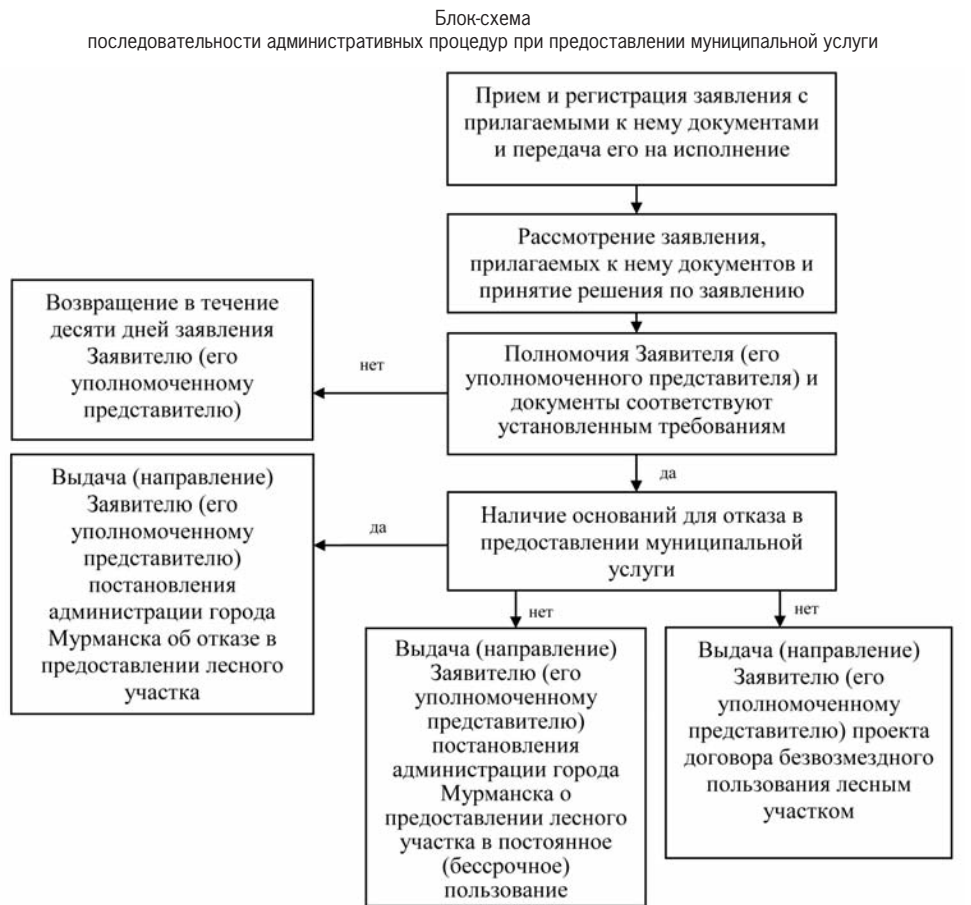 Блок-схема
последовательности административных процедур при предоставлении муниципальной услуги
Прием и регистрация заявления с
прилагаемыми к нему документами
и передача его на исполнение
Рассмотрение заявления,
прилагаемых к нему документов и
принятие решения по заявлению
Возвращение в течение
десяти дней заявления
Заявителю (его
уполномоченному
представителю)
нет
Полномочия Заявителя (его
уполномоченного представителя) и
документы соответствуют
установленным требованиям
да
Выдача (направление)
Заявителю (его
уполномоченному
представителю)
постановления
администрации города
Мурманска об отказе в
предоставлении лесного
участка
да
Наличие оснований для отказа в
предоставлении муниципальной
услуги
нет
нет
Выдача (направление)
Заявителю (его
уполномоченному
представителю)
постановления
администрации города
Мурманска о
предоставлении лесного
участка в постоянное
(бессрочное)
пользование
Выдача (направление)
Заявителю (его
уполномоченному
представителю) проекта
договора безвозмездного
пользования лесным
участком